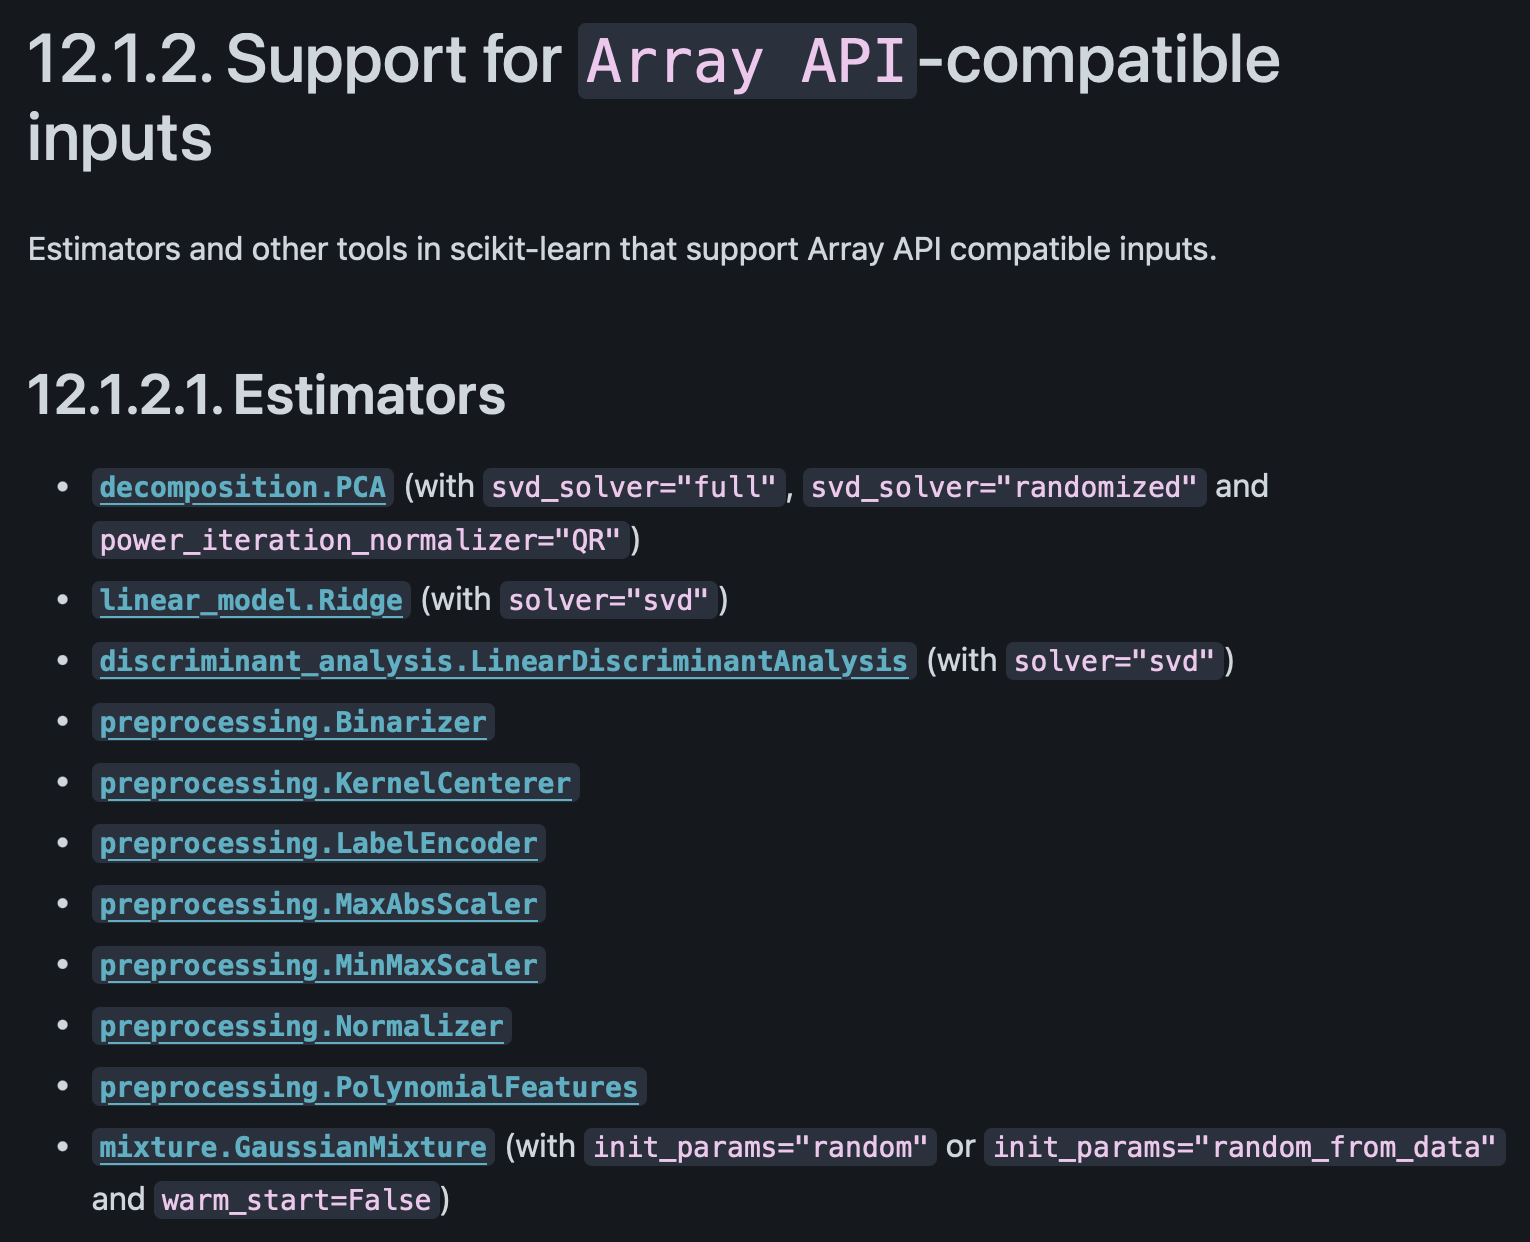 12.1.2. Support for Array API-compatible
inputs
Estimators and other tools in scikit-learn that support Array API compatible inputs.
12.1.2.1. Estimators
• decomposition.PCA (with svd_solver="full", svd_solver="randomized" and
power_iteration_normalizer="QR")
• linear_model.Ridge (with solver="svd")
• discriminant_analysis.LinearDiscriminantAnalysis (with solver="svd")
• preprocessing.Binarizer
• preprocessing.KernelCenterer
• preprocessing.LabelEncoder
• preprocessing.MaxAbsScaler
• preprocessing.MinMaxScaler
• preprocessing.Normalizer
• preprocessing.PolynomialFeatures
• mixture.GaussianMixture (with init_params="random" or init_params="random_from_data"
and warm_start=False)